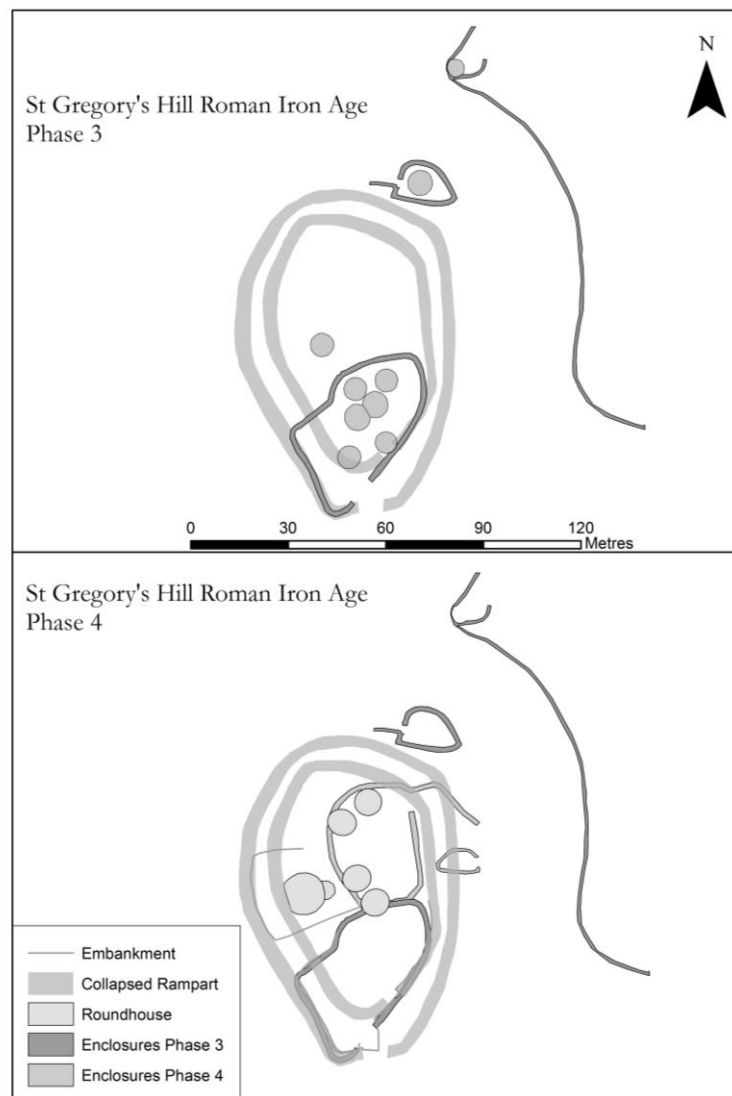 N
St Gregory's Hill Roman Iron Age
Phase 3
0 30 60 90 120
Metres
St Gregory's Hill Roman Iron Age
Phase 4
Embankment
Collapsed Rampart
Roundhouse
Enclosures Phase 3
Enclosures Phase 4